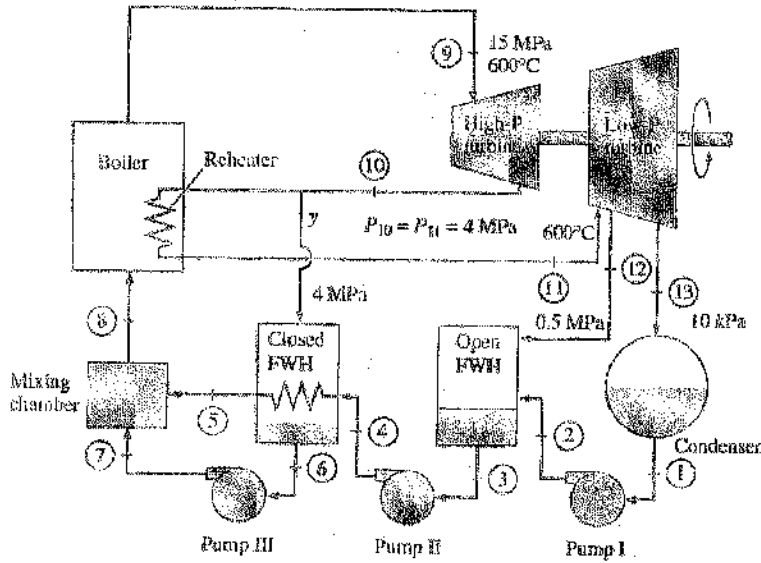 9
15 MPa
600°C
High-P
turbine
Low-P
turbine
Boiler
Reheater
10
y
P₁₀ = P₁₁ = 4 MPa
600°C
11
12
13
4 MPa
0.5 MPa
10 kPa
8
Closed
FWH
Open
FWH
Mixing
chamber
5
4
2
Condenser
7
6
3
1
Pump III
Pump II
Pump I